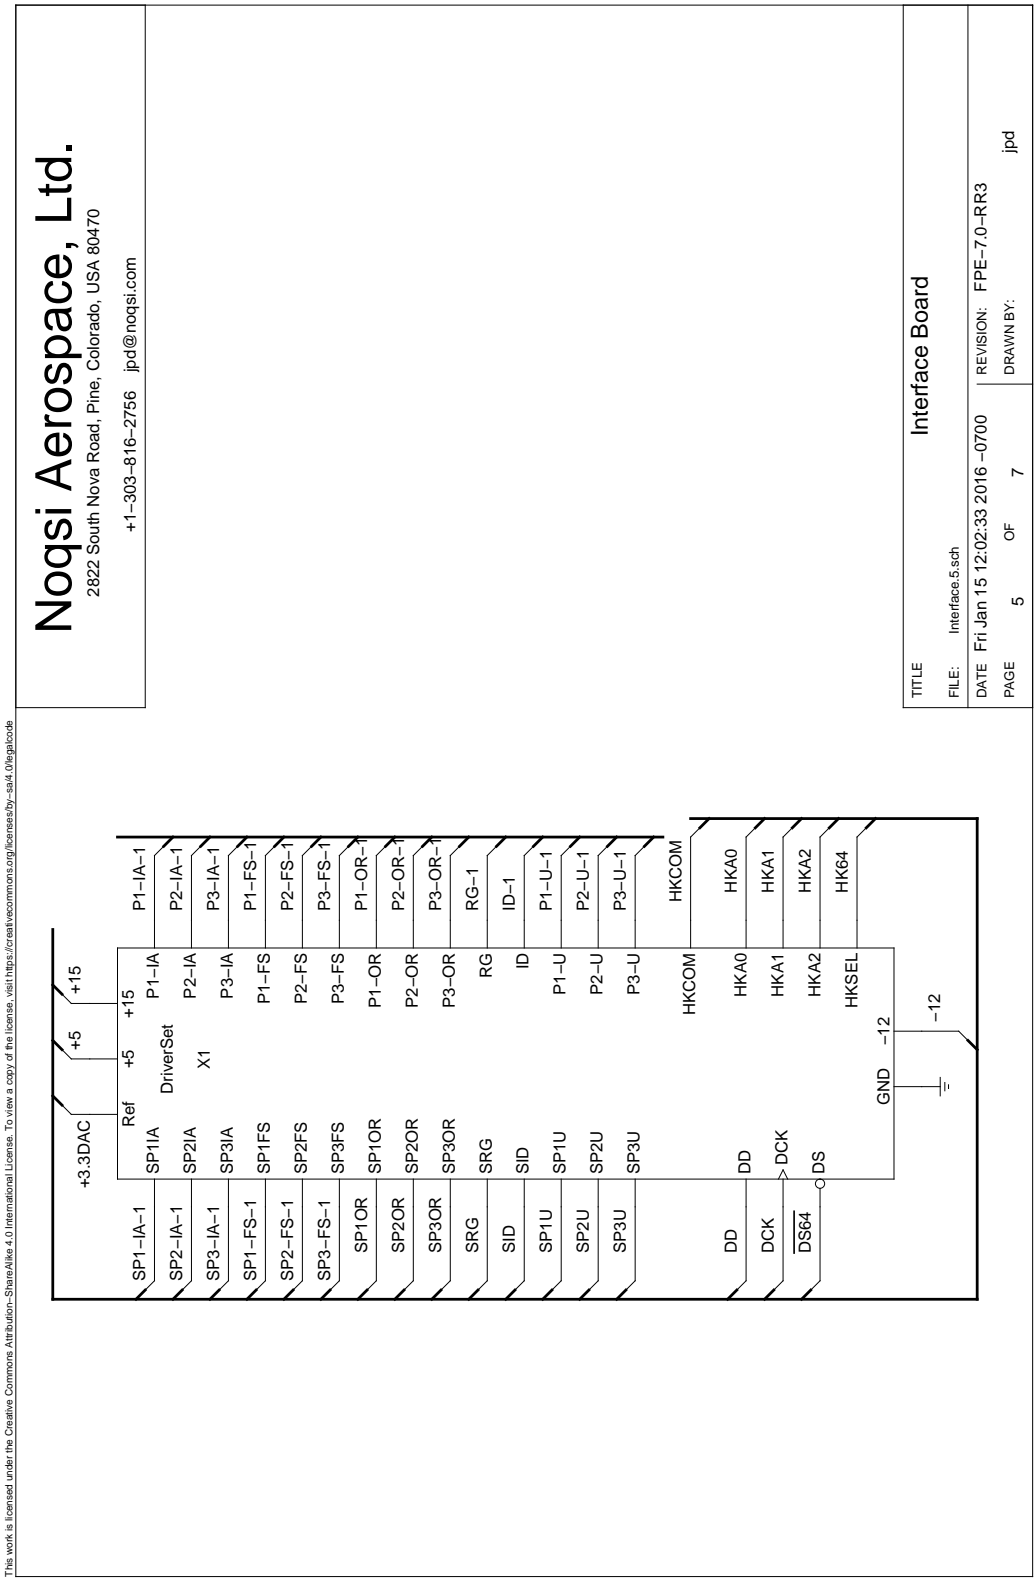 This work is licensed under the Creative Commons Attribution−ShareAlike 4.0 International License. To view a copy of the license, visit https://creativecommons.org/licenses/by−sa/4.0/legalcode
Noqsi Aerospace, Ltd.
2822 South Nova Road, Pine, Colorado, USA 80470
+1−303−816−2756 jpd@noqsi.com
+3.3DAC
+5
+15
Ref
+5
+15
DriverSet
X1
SP1−IA−1 SP1IA P1−IA P1−IA−1
SP2−IA−1 SP2IA P2−IA P2−IA−1
SP3−IA−1 SP3IA P3−IA P3−IA−1
SP1−FS−1 SP1FS P1−FS P1−FS−1
SP2−FS−1 SP2FS P2−FS P2−FS−1
SP3−FS−1 SP3FS P3−FS P3−FS−1
SP1OR SP1OR P1−OR P1−OR−1
SP2OR SP2OR P2−OR P2−OR−1
SP3OR SP3OR P3−OR P3−OR−1
SRG SRG RG RG−1
SID SID ID ID−1
SP1U SP1U P1−U P1−U−1
SP2U SP2U P2−U P2−U−1
SP3U SP3U P3−U P3−U−1
HKCOM HKCOM
DD DD HKA0 HKA0
DCK DCK HKA1 HKA1
DS64 DS HKA2 HKA2
HKSEL HK64
GND −12
−12
TITLE
Interface Board
FILE: Interface.5.sch
DATE Fri Jan 15 12:02:33 2016 −0700 REVISION: FPE−7.0−RR3
PAGE 5 OF 7 DRAWN BY: jpd